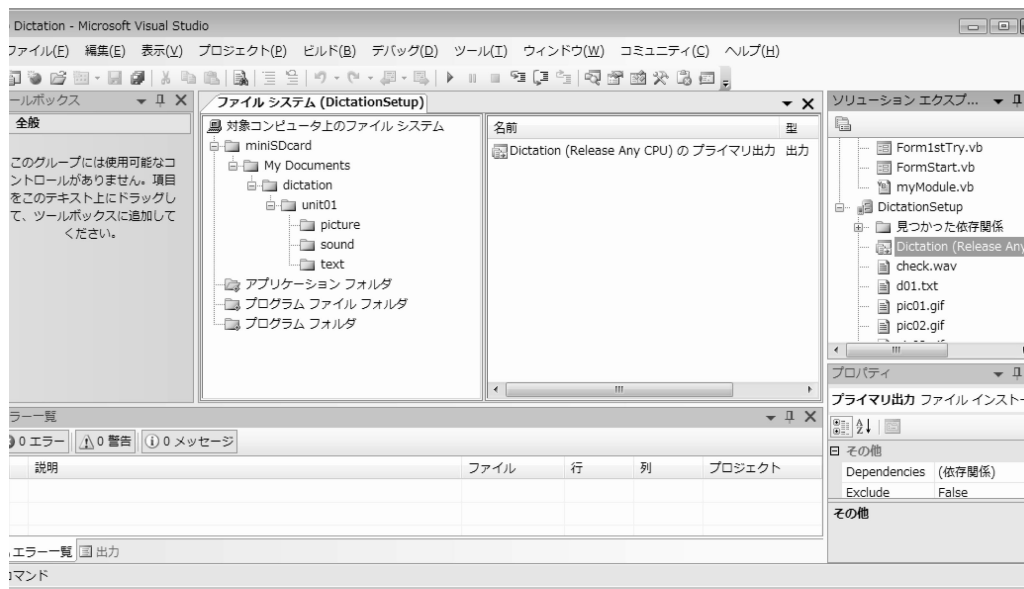 Dictation - Microsoft Visual Studio
ファイル(F) 編集(E) 表示(V) プロジェクト(P) ビルド(B) デバッグ(D) ツール(T) ウィンドウ(W) コミュニティ(C) ヘルプ(H)
ールボックス
全般
このグループには使用可能なコ
ントロールがありません。項目
をこのテキスト上にドラッグし
て、ツールボックスに追加して
ください。
ファイル システム (DictationSetup)
対象コンピュータ上のファイル システム
miniSDcard
My Documents
dictation
unit01
picture
sound
text
アプリケーション フォルダ
プログラム ファイル フォルダ
プログラム フォルダ
名前 型
Dictation (Release Any CPU) の プライマリ出力 出力
ソリューション エクスプ...
Form1stTry.vb
FormStart.vb
myModule.vb
DictationSetup
見つかった依存関係
Dictation (Release Any
check.wav
d01.txt
pic01.gif
pic02.gif
プロパティ
プライマリ出力 ファイル インストー
その他
Dependencies (依存関係)
Exclude False
その他
ラー一覧
0 エラー 0 警告 0 メッセージ
説明 ファイル 行 列 プロジェクト
エラー一覧 出力
マンド